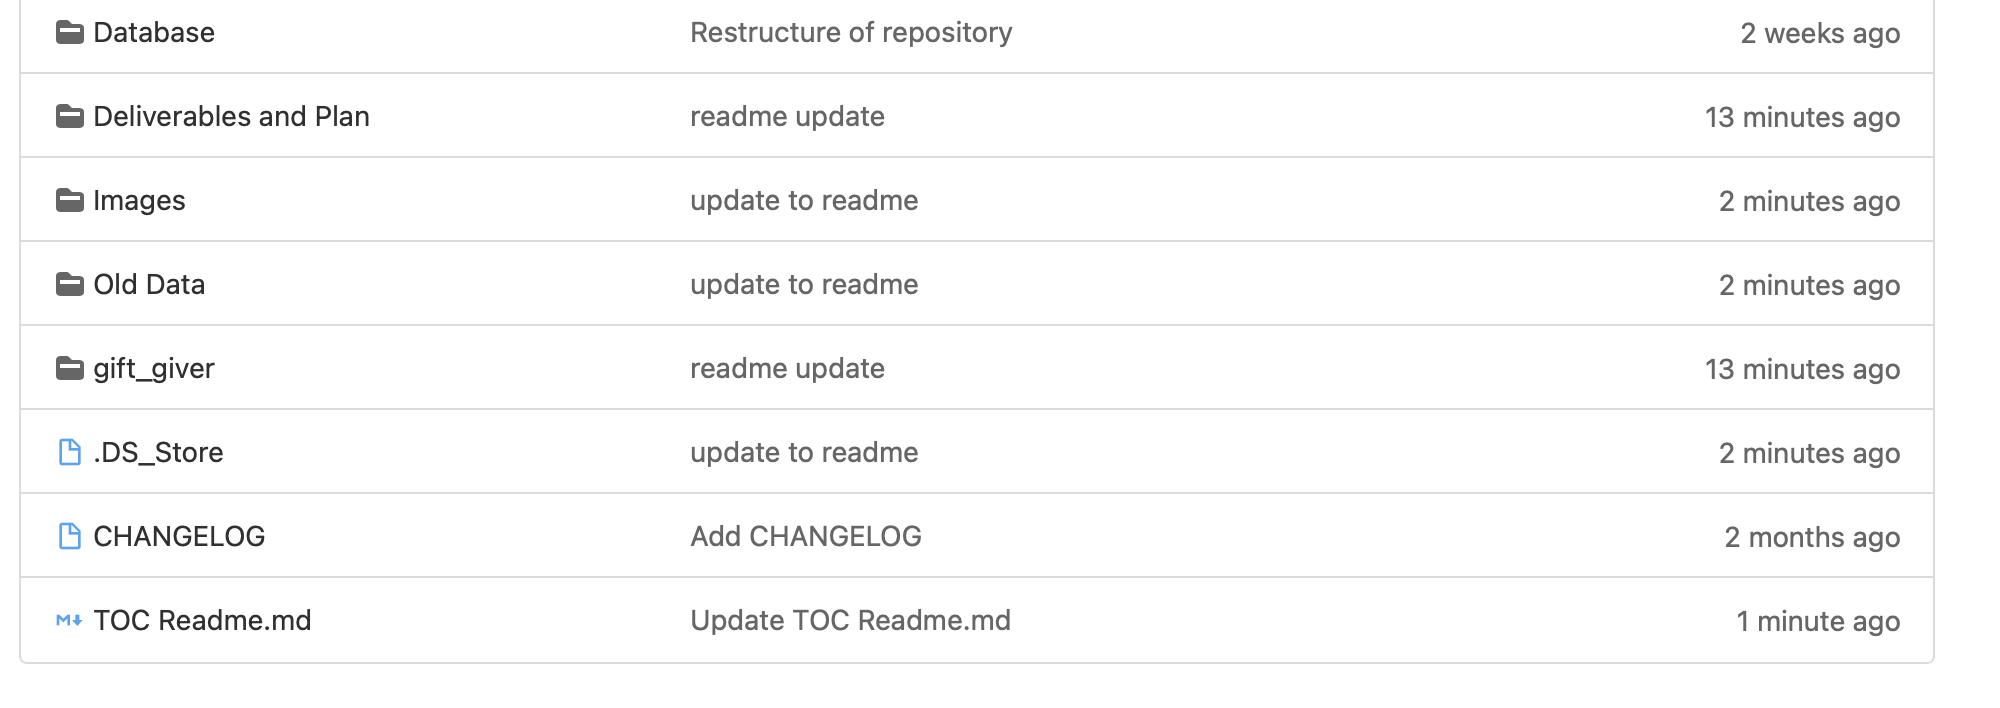 Database Restructure of repository 2 weeks ago
Deliverables and Plan readme update 13 minutes ago
Images update to readme 2 minutes ago
Old Data update to readme 2 minutes ago
gift_giver readme update 13 minutes ago
.DS_Store update to readme 2 minutes ago
CHANGELOG Add CHANGELOG 2 months ago
M↓ TOC Readme.md Update TOC Readme.md 1 minute ago